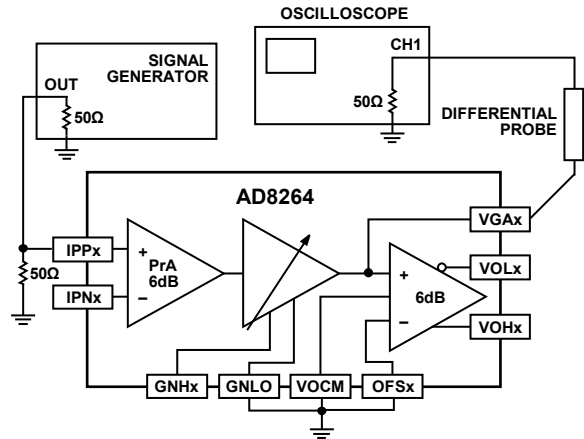 OSCILLOSCOPE
SIGNAL
GENERATOR
OUT
50Ω
CH1
50Ω
DIFFERENTIAL
PROBE
AD8264
VGAx
IPPx
+
PrA
6dB
–
50Ω
IPNx
+
6dB
–
VOLx
VOHx
GNHx
GNLO
VOCM
OFSx